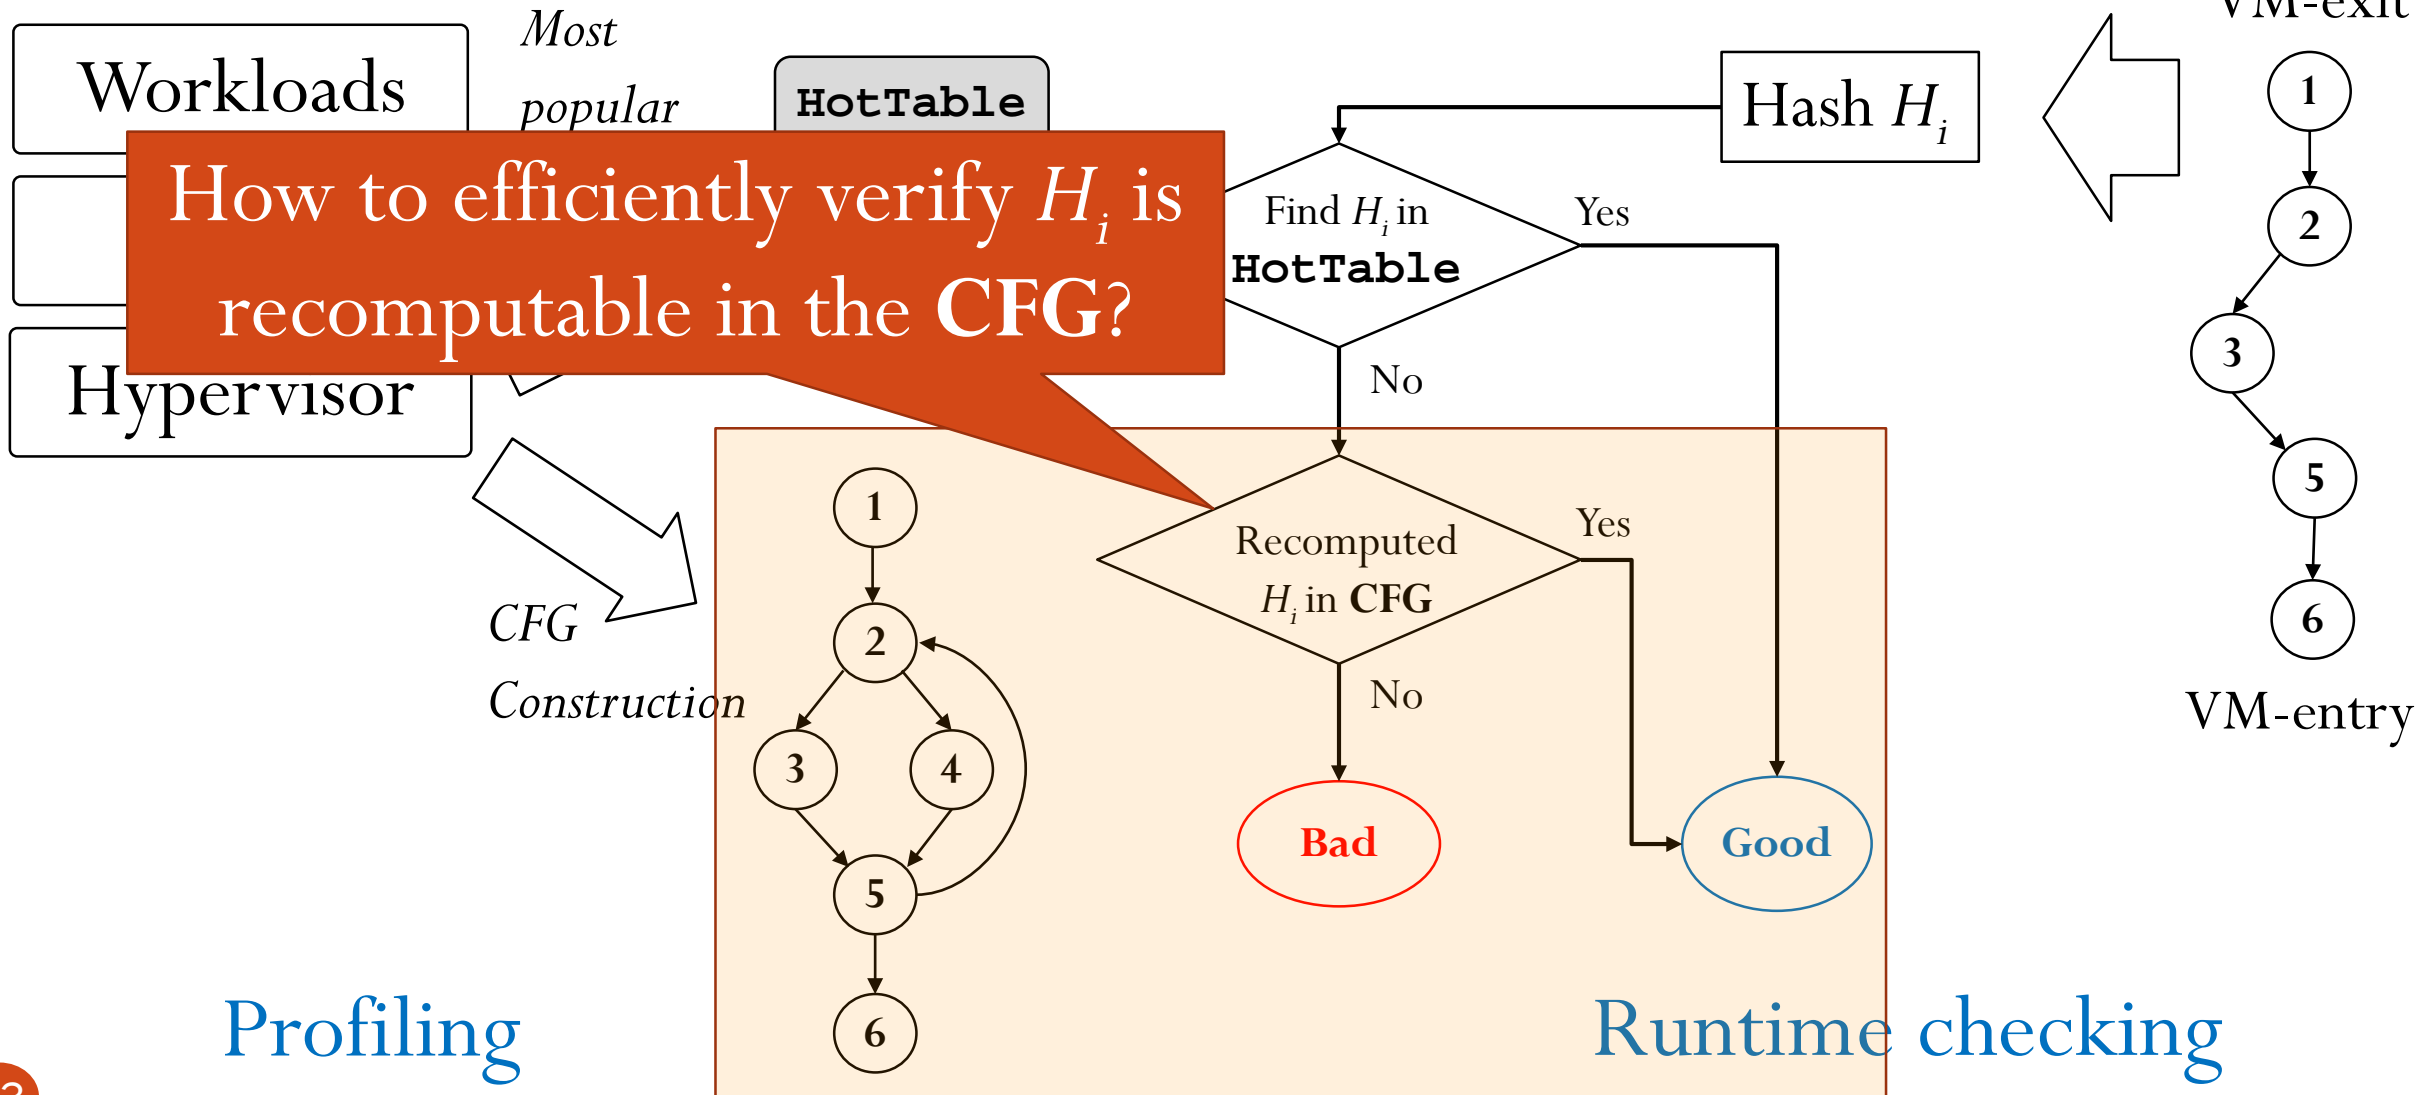 Workloads
Most
popular
HotTable
How to efficiently verify H_i is
recomputable in the CFG?
Hypervisor
CFG
Construction
1
2
3
4
5
6
Profiling
Hash H_i
Find H_i in
HotTable
Yes
No
Recomputed
H_i in CFG
Yes
No
Bad
Good
VM-exit
1
2
3
5
6
VM-entry
Runtime checking